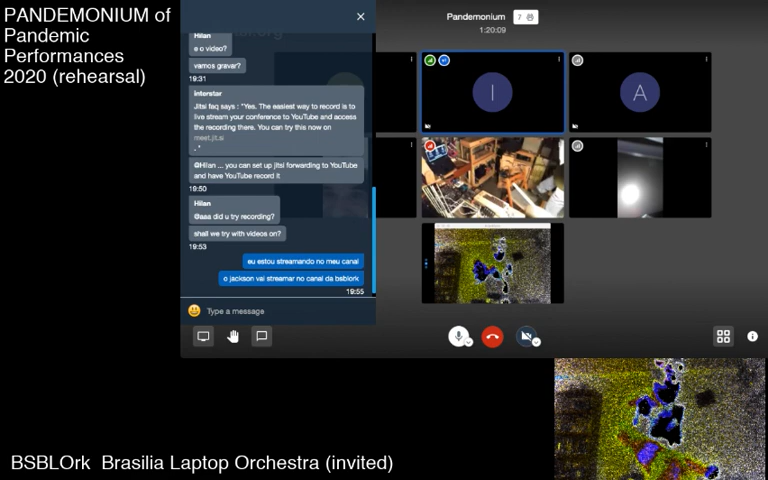 PANDEMONIUM of
Pandemic
Performances
2020 (rehearsal)
Pandemonium
7
1:20:09
Hilan
e o video?
vamos gravar?
19:31
interstar
Jitsi faq says : "Yes. The easiest way to record is to
live stream your conference to YouTube and access
the recording there. You can try this now on
meet.jit.si
. "
@Hilan ... you can set up jitsi forwarding to YouTube
and have YouTube record it
19:50
Hilan
@aaa did u try recording?
shall we try with videos on?
19:53
eu estou streamando no meu canal
o jackson vai streamar no canal da bsblork
19:55
Type a message
I
A
BSBLOrk Brasilia Laptop Orchestra (invited)